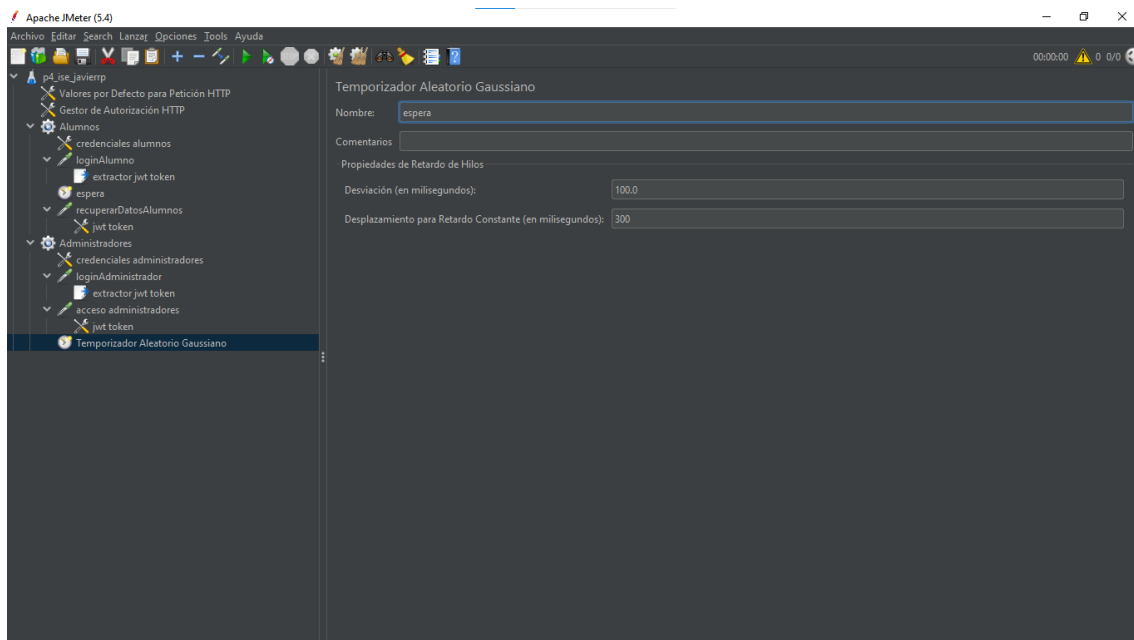 Apache JMeter (5.4)
Archivo Editar Search Lanzar Opciones Tools Ayuda
00:00:00 0 0/0
p4_ise_javierrp
Valores por Defecto para Petición HTTP
Gestor de Autorización HTTP
Alumnos
credenciales alumnos
loginAlumno
extractor jwt token
espera
recuperarDatosAlumnos
jwt token
Administradores
credenciales administradores
loginAdministrador
extractor jwt token
acceso administradores
jwt token
Temporizador Aleatorio Gaussiano
Temporizador Aleatorio Gaussiano
Nombre: espera
Comentarios
Propiedades de Retardo de Hilos
Desviación (en milisegundos): 100.0
Desplazamiento para Retardo Constante (en milisegundos): 300